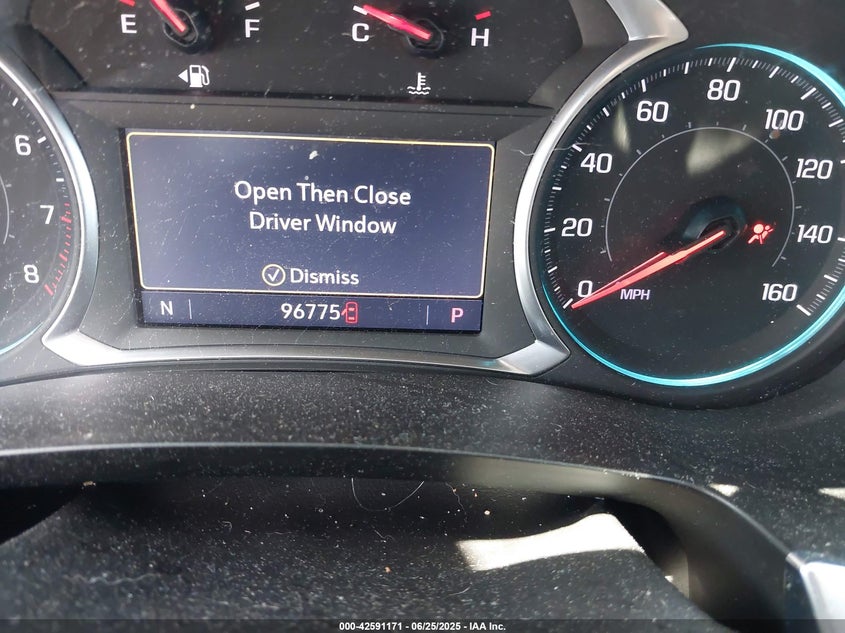 E F C H
6 7 8
Open Then Close
Driver Window
Dismiss
N 96775 P
0 20 40 60 80 100 120 140 160
MPH
000-42591171 | 06/25/2025 - IAA Inc.